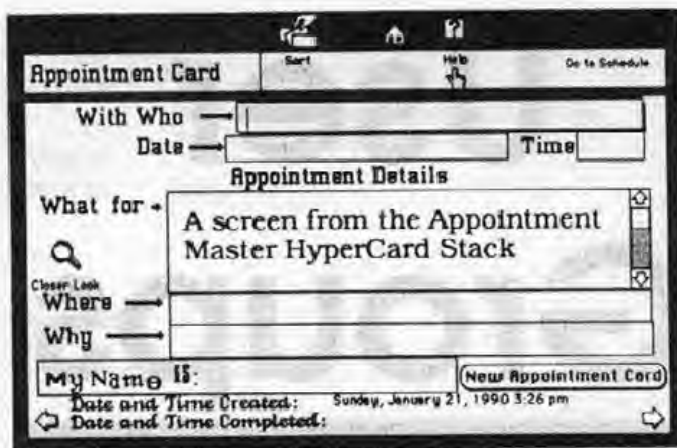 Sort
Help
Go to Schedule
Appointment Card
With Who
Date
Time
Appointment Details
What for
A screen from the Appointment
Master HyperCard Stack
Closer Look
Where
Why
My Name IS:
New Appointment Card
Date and Time Created: Sunday, January 21, 1990 3:26 pm
Date and Time Completed: